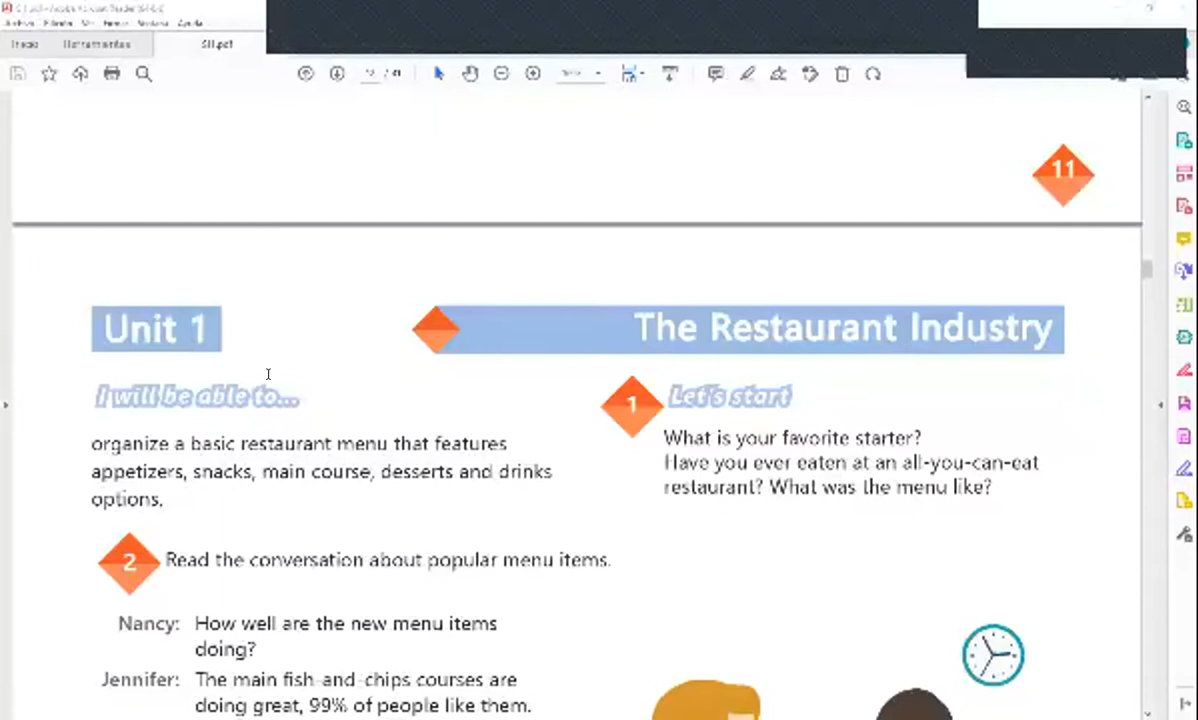 Inicio Herramientas SII.pdf
11
Unit 1
The Restaurant Industry
I will be able to...
organize a basic restaurant menu that features
appetizers, snacks, main course, desserts and drinks
options.
1 Let's start
What is your favorite starter?
Have you ever eaten at an all-you-can-eat
restaurant? What was the menu like?
2 Read the conversation about popular menu items.
Nancy: How well are the new menu items
doing?
Jennifer: The main fish-and-chips courses are
doing great, 99% of people like them.